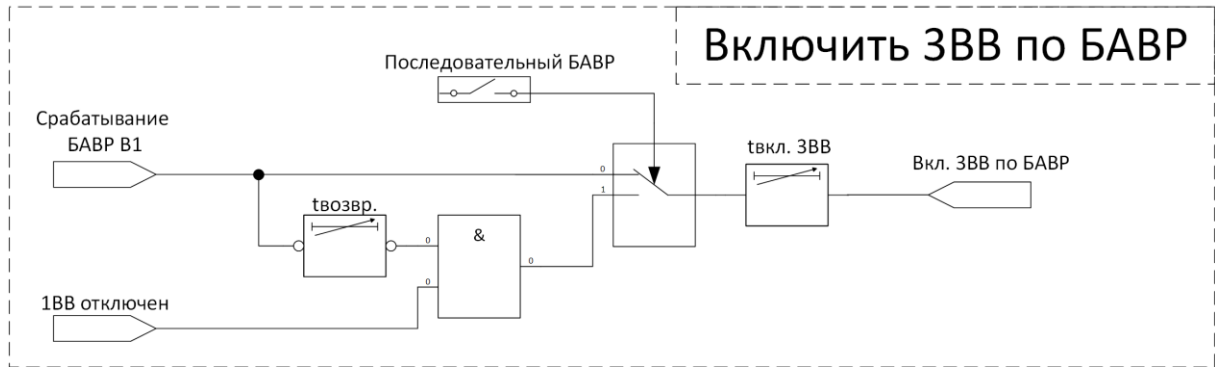 Включить ЗВВ по БАВР
Последовательный БАВР
Срабатывание
БАВР В1
tвкл. ЗВВ
Вкл. ЗВВ по БАВР
0
1
tвозвр.
&
0
0
0
1ВВ отключен